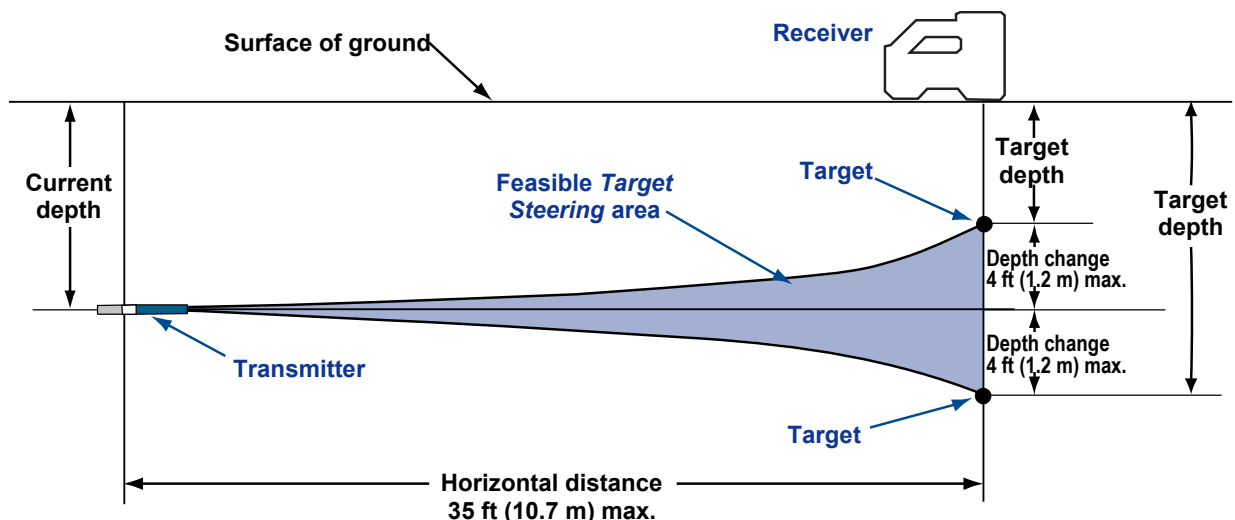 Receiver
Surface of ground
Current
depth
Feasible Target
Steering area
Target
Target
depth
Target
depth
Depth change
4 ft (1.2 m) max.
Depth change
4 ft (1.2 m) max.
Transmitter
Target
Horizontal distance
35 ft (10.7 m) max.